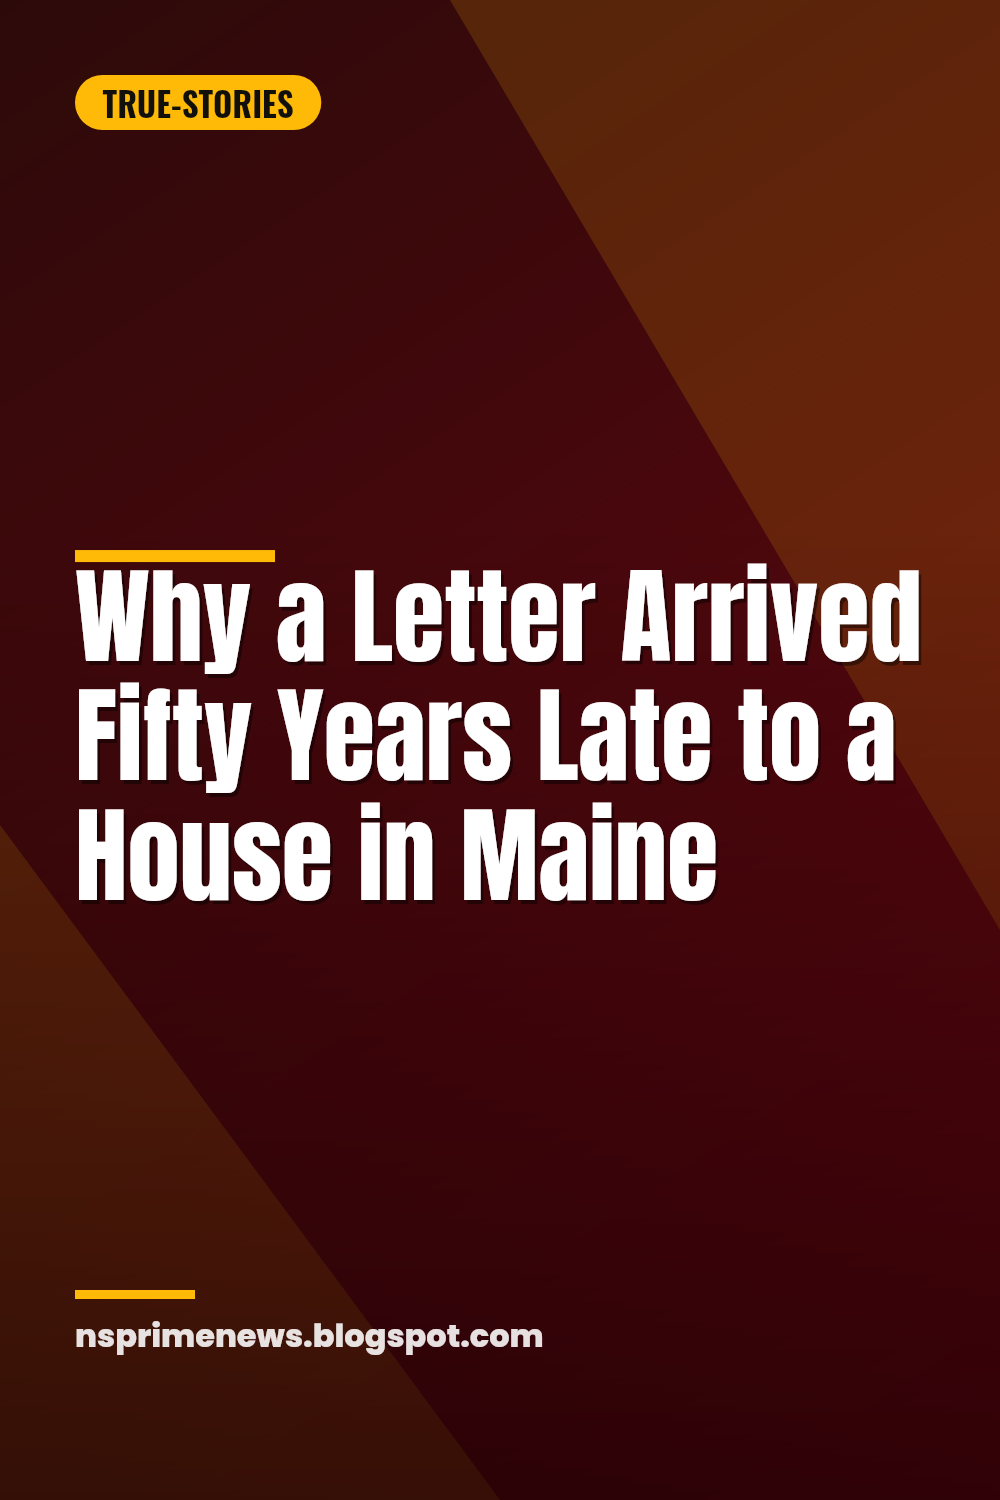 TRUE-STORIES
Why a Letter Arrived
Fifty Years Late to a
House in Maine
nsprimenews.blogspot.com